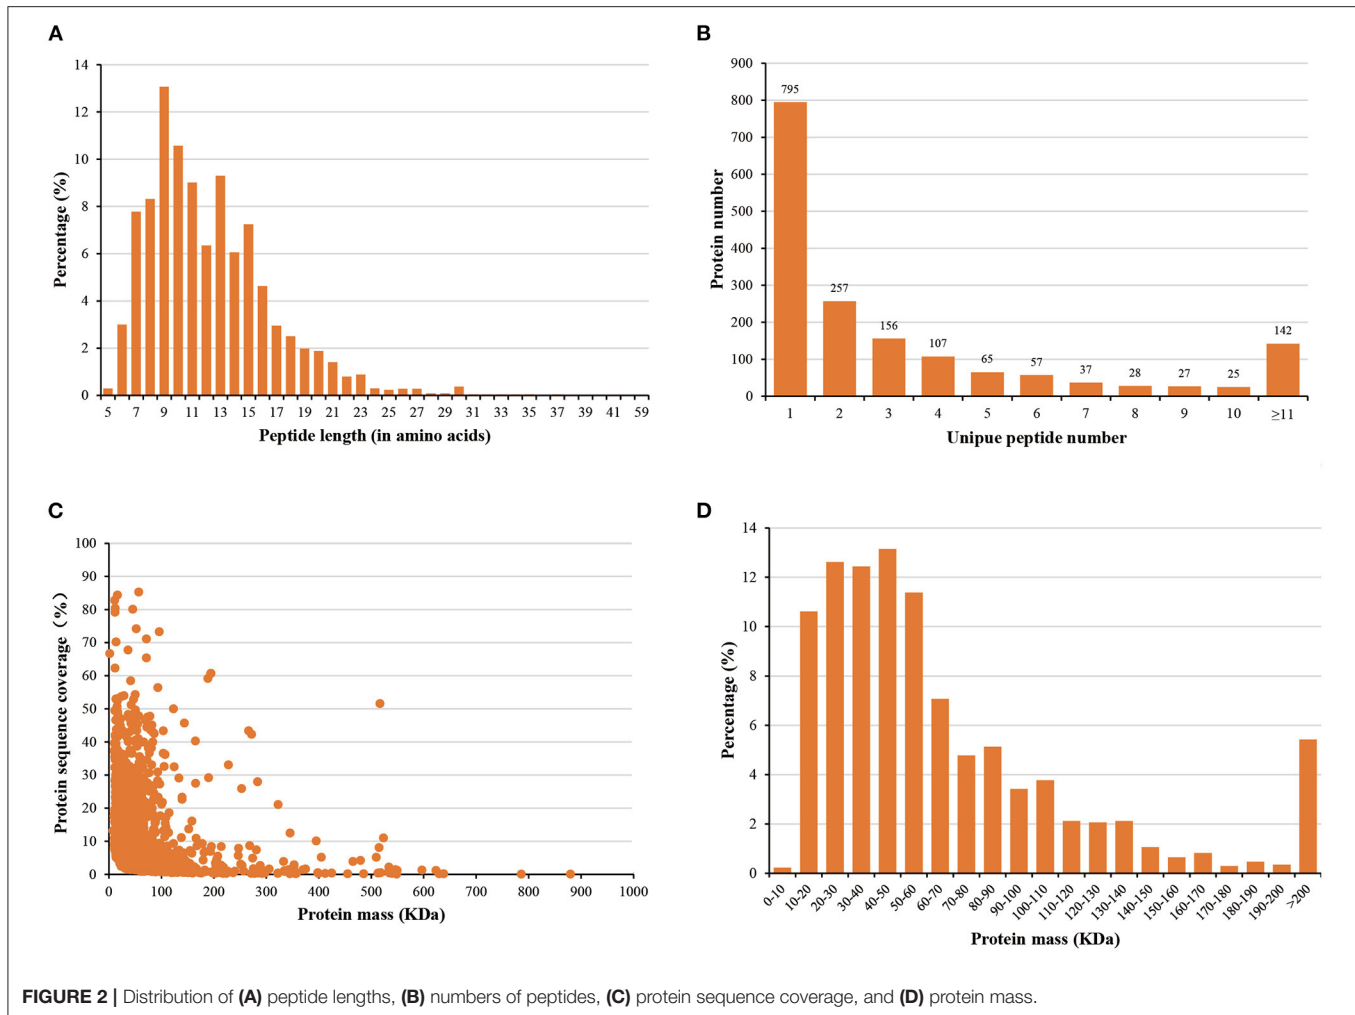 A
14
12
10
8
6
4
2
0
Percentage (%)
5 7 9 11 13 15 17 19 21 23 25 27 29 31 33 35 37 39 41 59
Peptide length (in amino acids)
B
900
800
700
600
500
400
300
200
100
0
Protein number
795
257
156
107
65
57
37
28
27
25
142
1 2 3 4 5 6 7 8 9 10 ≥11
Unipue peptide number
C
100
90
80
70
60
50
40
30
20
10
0
Protein sequence coverage (%)
0 100 200 300 400 500 600 700 800 900 1000
Protein mass (KDa)
D
14
12
10
8
6
4
2
0
Percentage (%)
0-10 10-20 20-30 30-40 40-50 50-60 60-70 70-80 80-90 90-100 100-110 110-120 120-130 130-140 140-150 150-160 160-170 170-180 180-190 190-200 >200
Protein mass (KDa)
FIGURE 2 | Distribution of (A) peptide lengths, (B) numbers of peptides, (C) protein sequence coverage, and (D) protein mass.